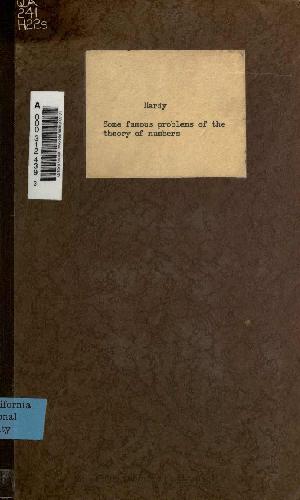 QA
241
H22s
Hardy
Some famous problems of the
theory of numbers
A
000 312 439
3
ifornia
onal
ty